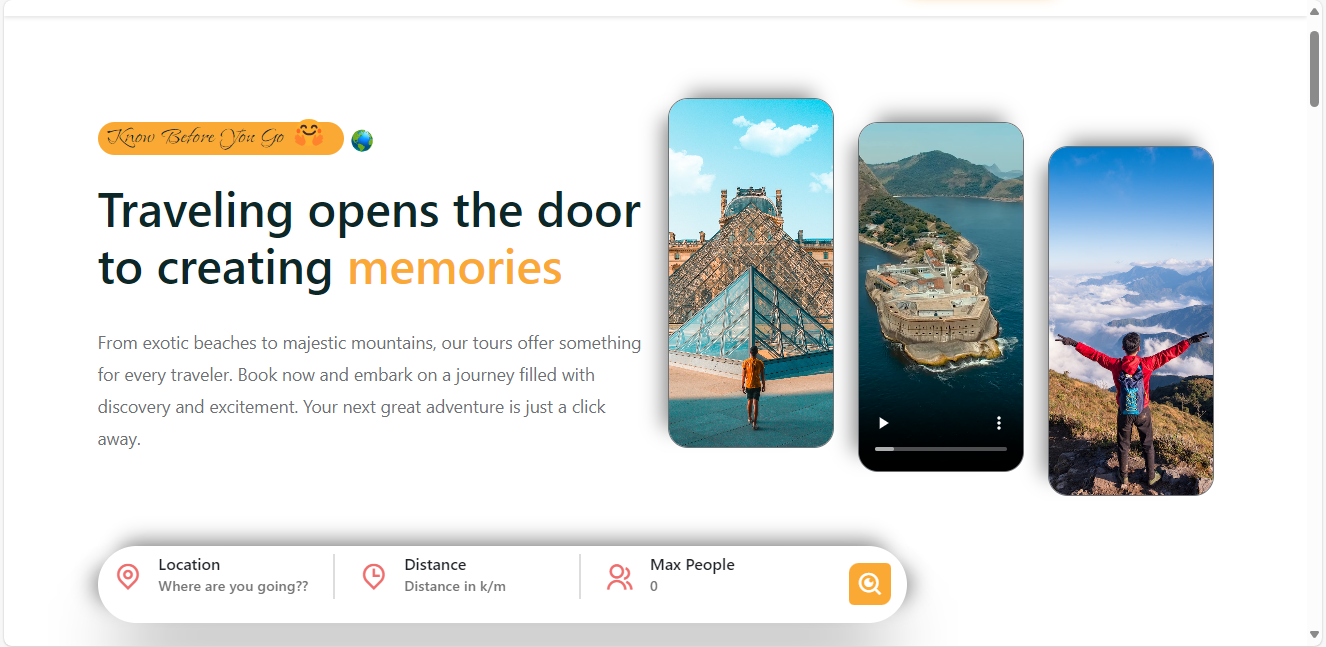 Know Before You Go
Traveling opens the door
to creating memories
From exotic beaches to majestic mountains, our tours offer something
for every traveler. Book now and embark on a journey filled with
discovery and excitement. Your next great adventure is just a click
away.
Location
Where are you going??
Distance
Distance in k/m
Max People
0